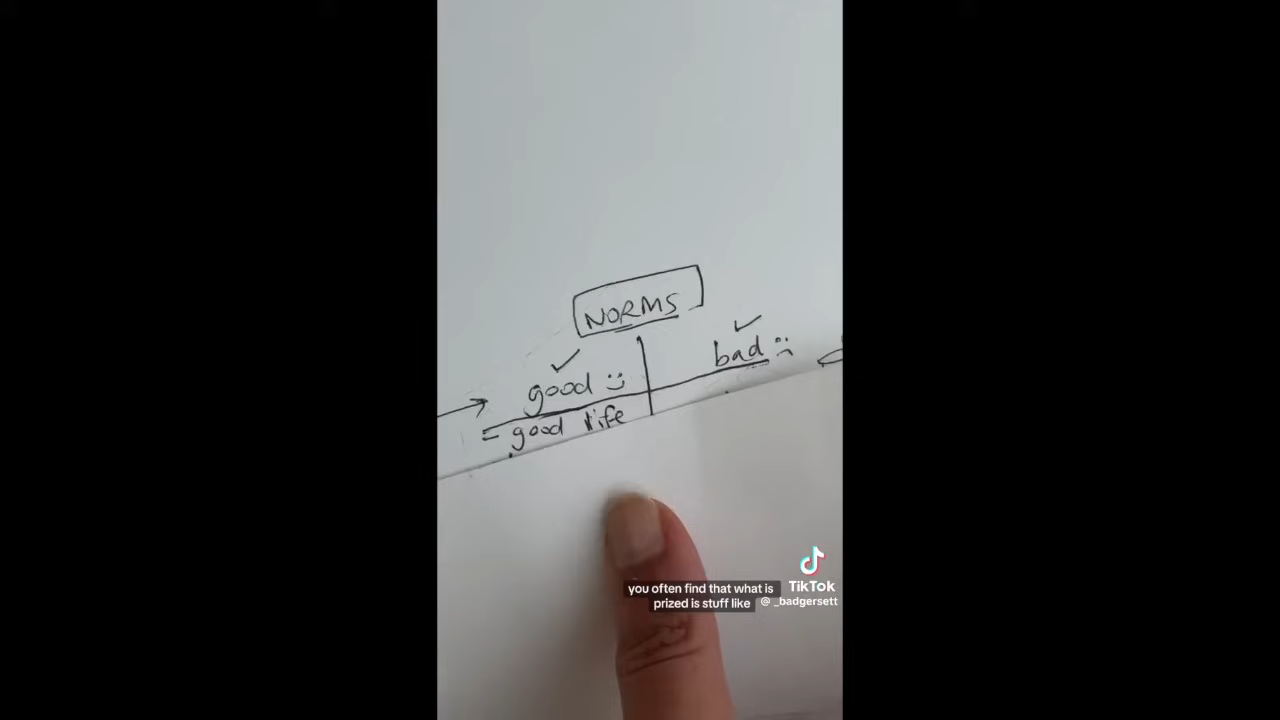 NORMS
good :) bad :(
= good life
you often find that what is
prized is stuff like
TikTok
@_badgersett